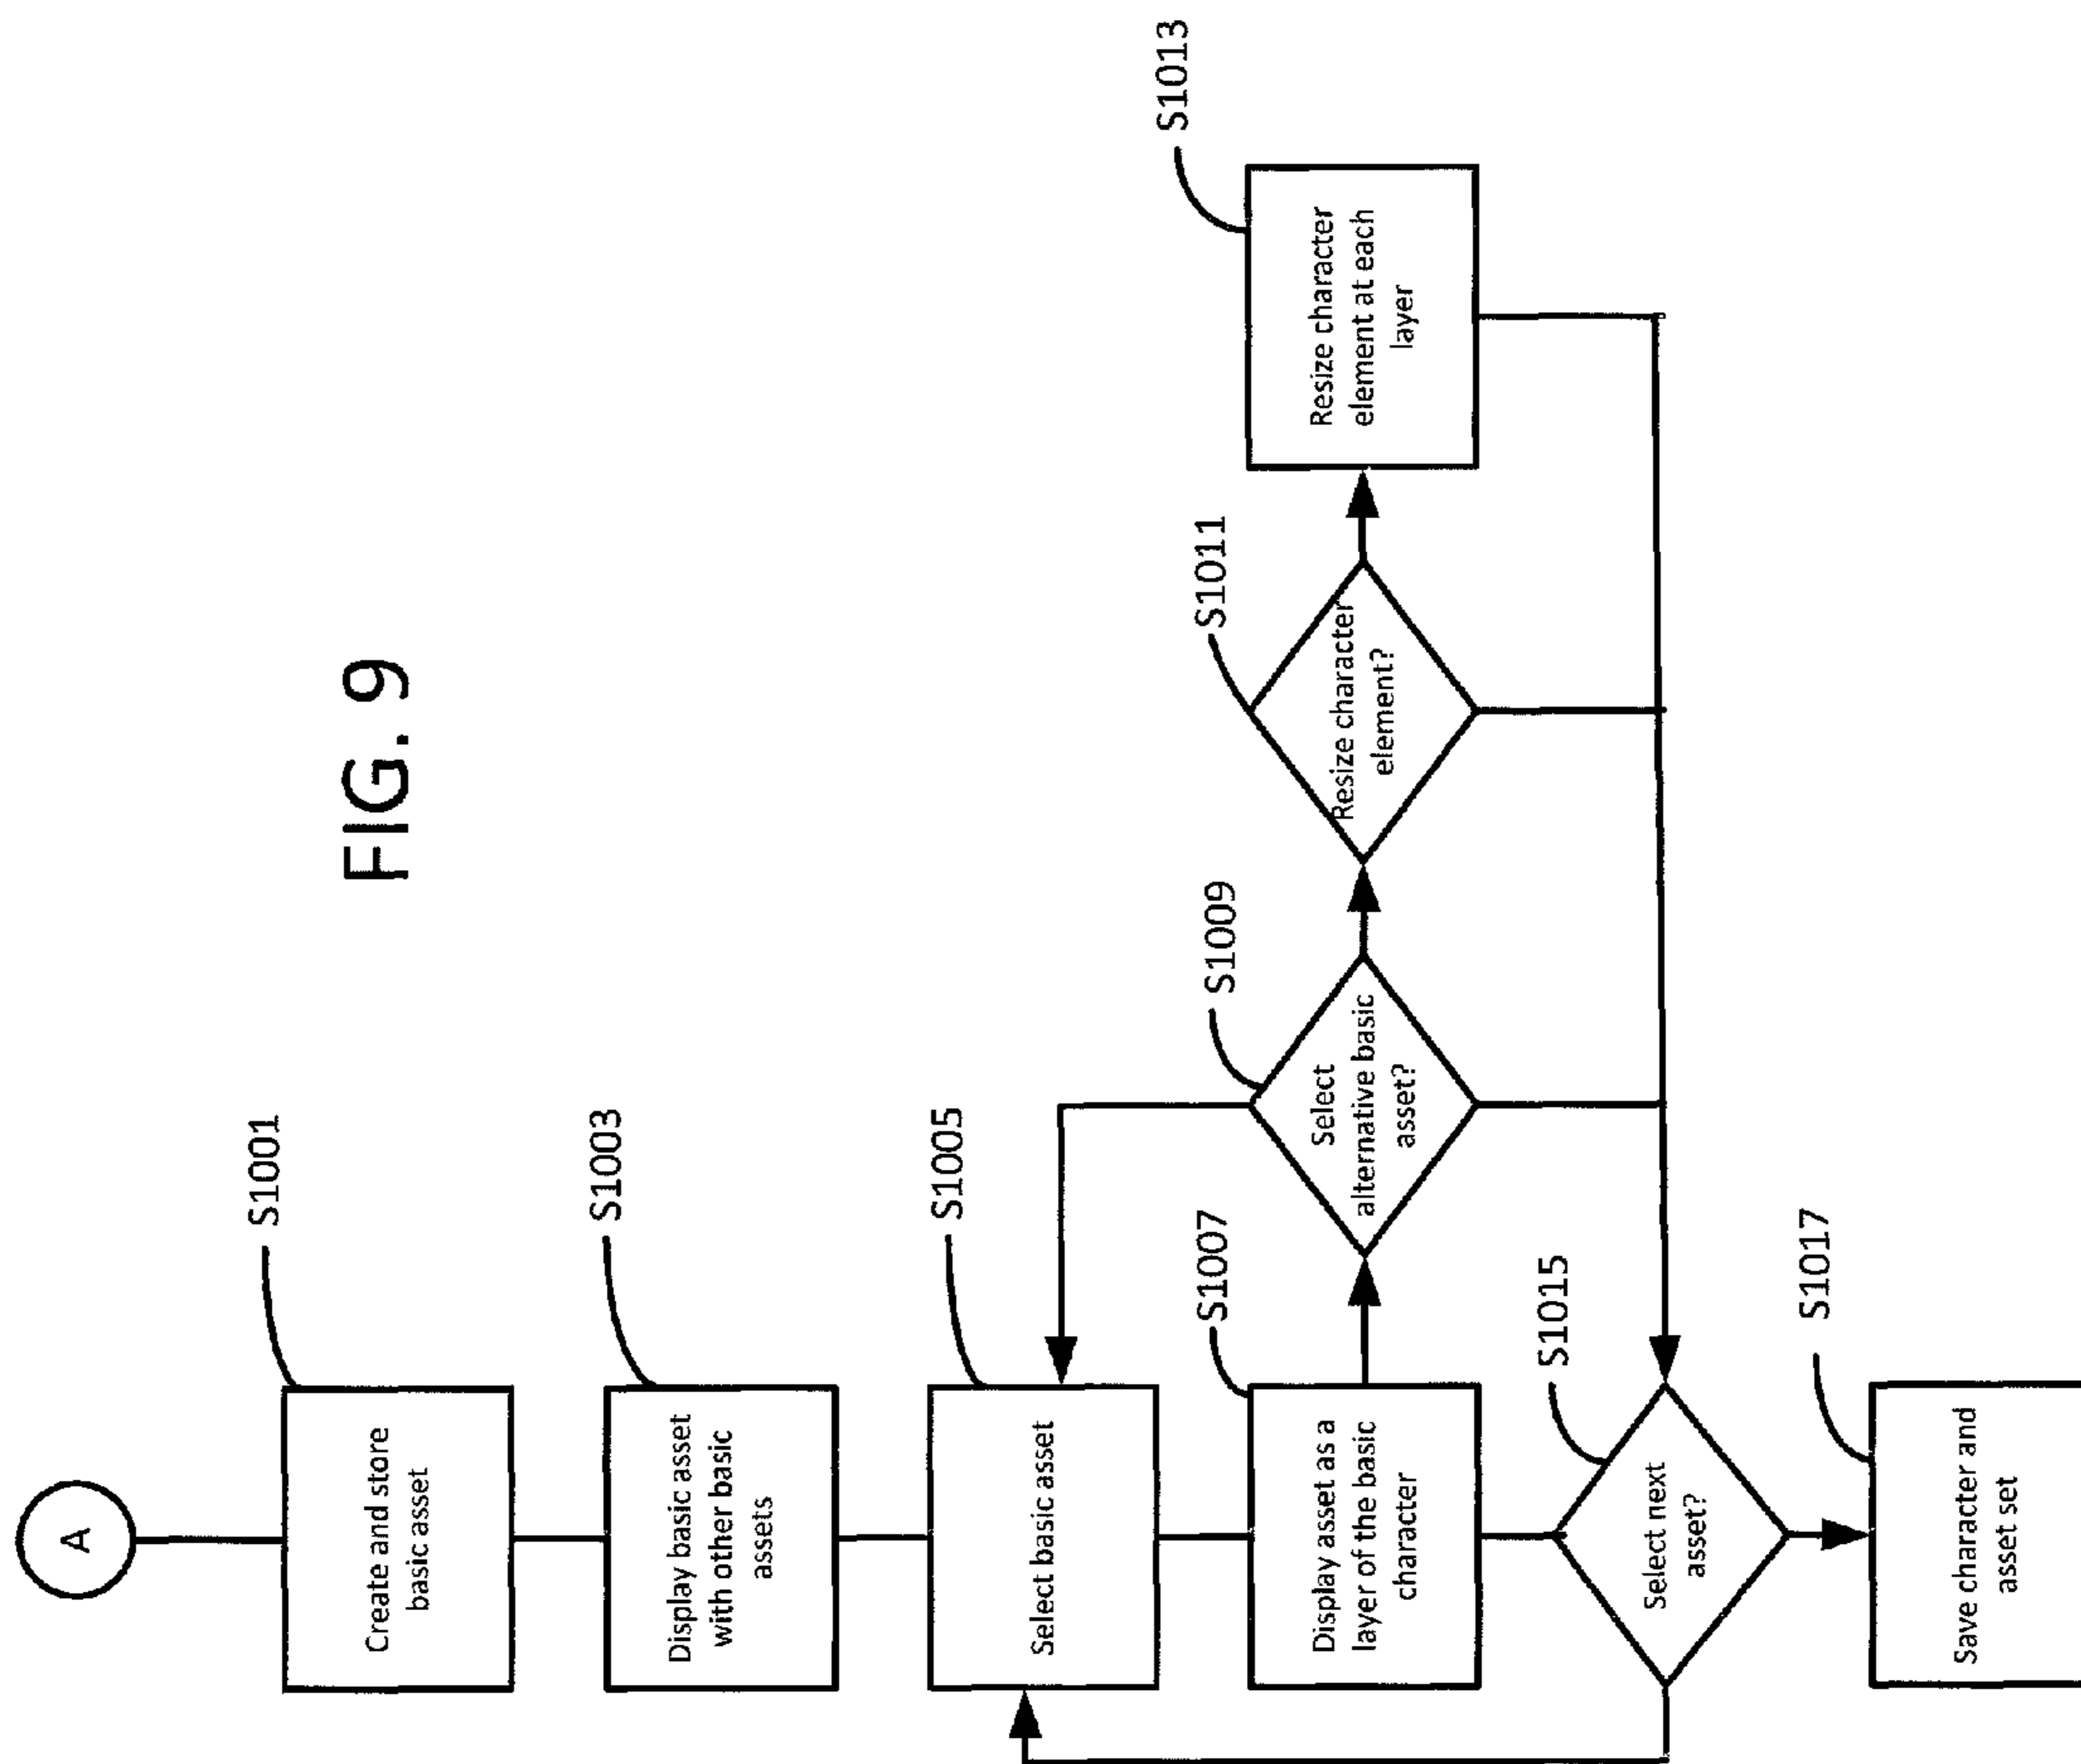 FIG. 9
A
S1001
Create and store
basic asset
S1003
Display basic asset
with other basic
assets
S1005
Select basic asset
S1007
Display asset as a
layer of the basic
character
S1009
Select
alternative basic
asset?
S1011
Resize character
element?
S1013
Resize character
element at each
layer
S1015
Select next
asset?
S1017
Save character and
asset set